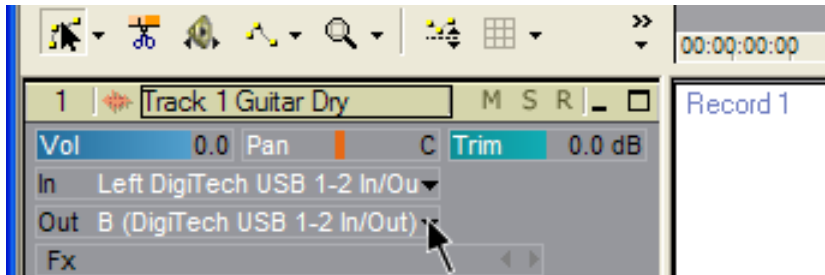 00:00:00:00
1 Track 1 Guitar Dry M S R
Record 1
Vol 0.0 Pan C Trim 0.0 dB
In Left DigiTech USB 1-2 In/Ou
Out B (DigiTech USB 1-2 In/Out)
Fx